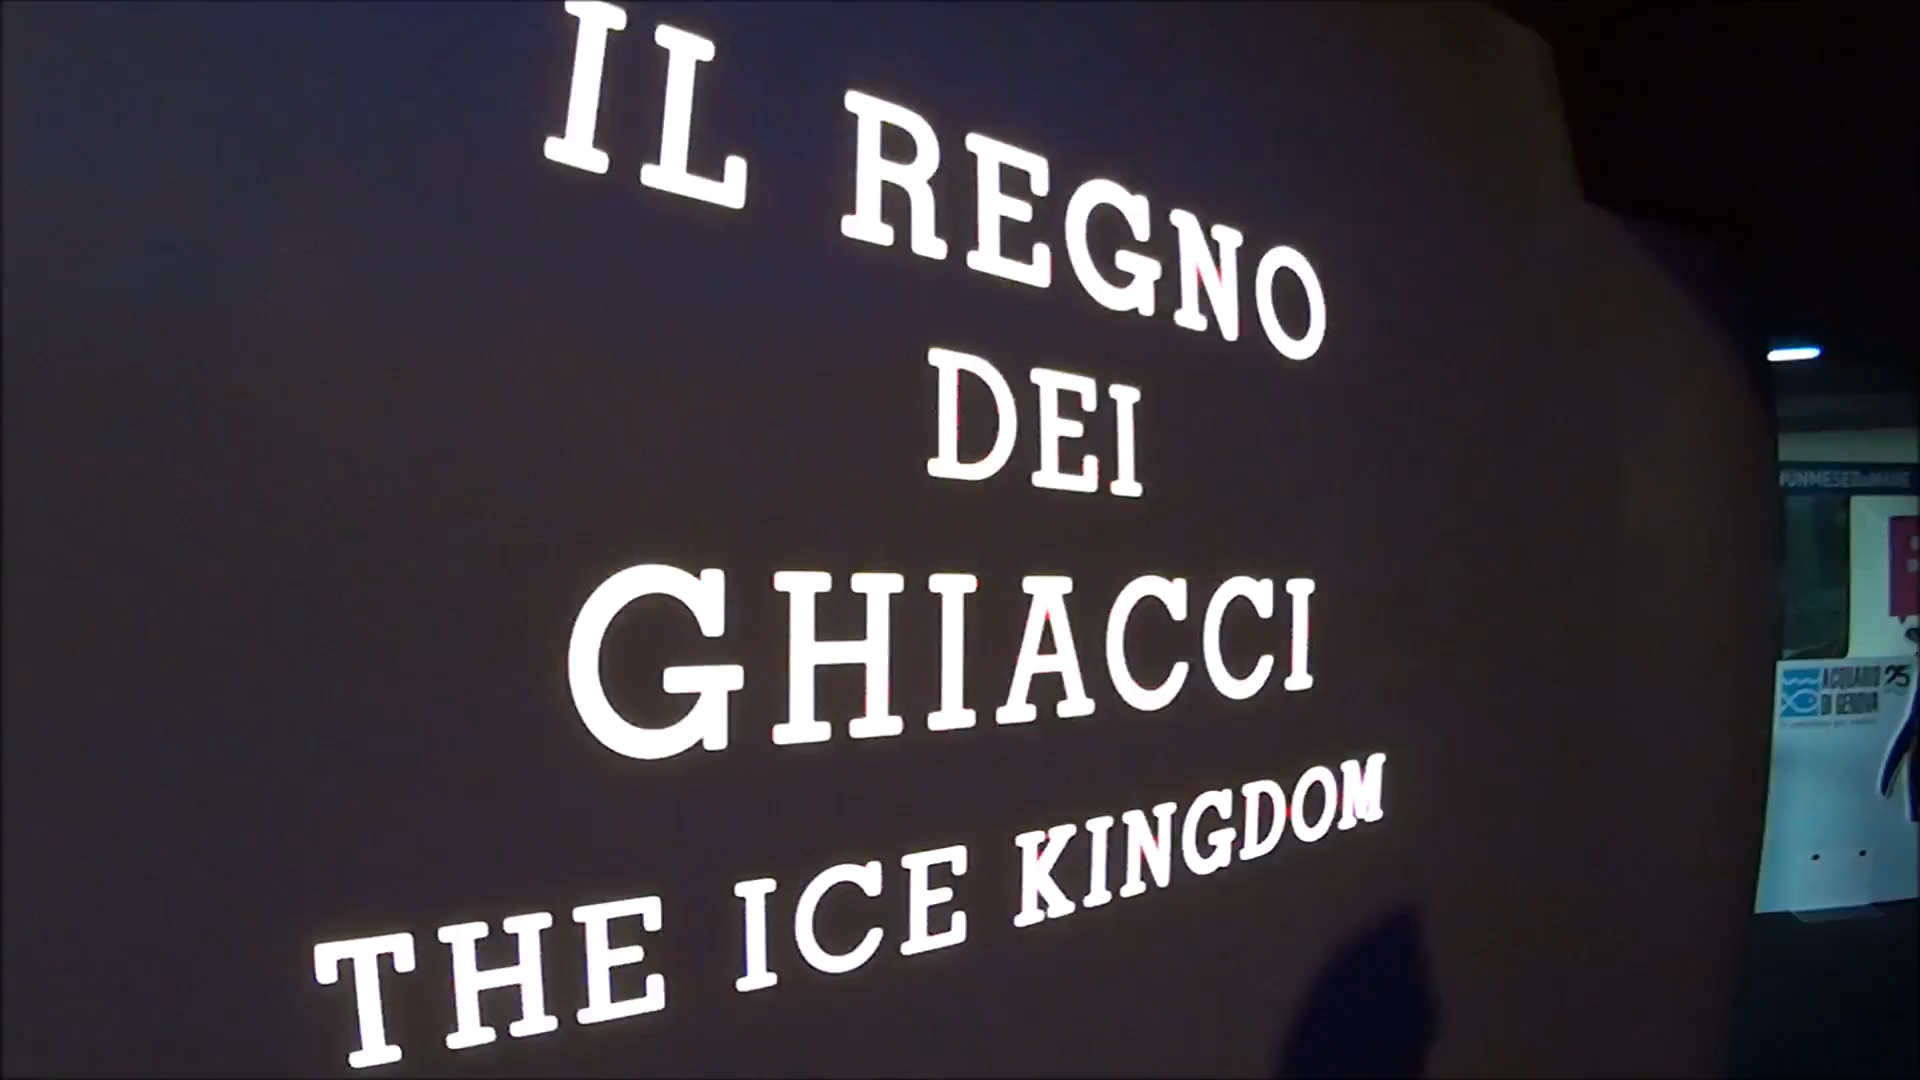 IL REGNO
DEI
GHIACCI
THE ICE KINGDOM
ACQUARIO
DI GENOVA
25